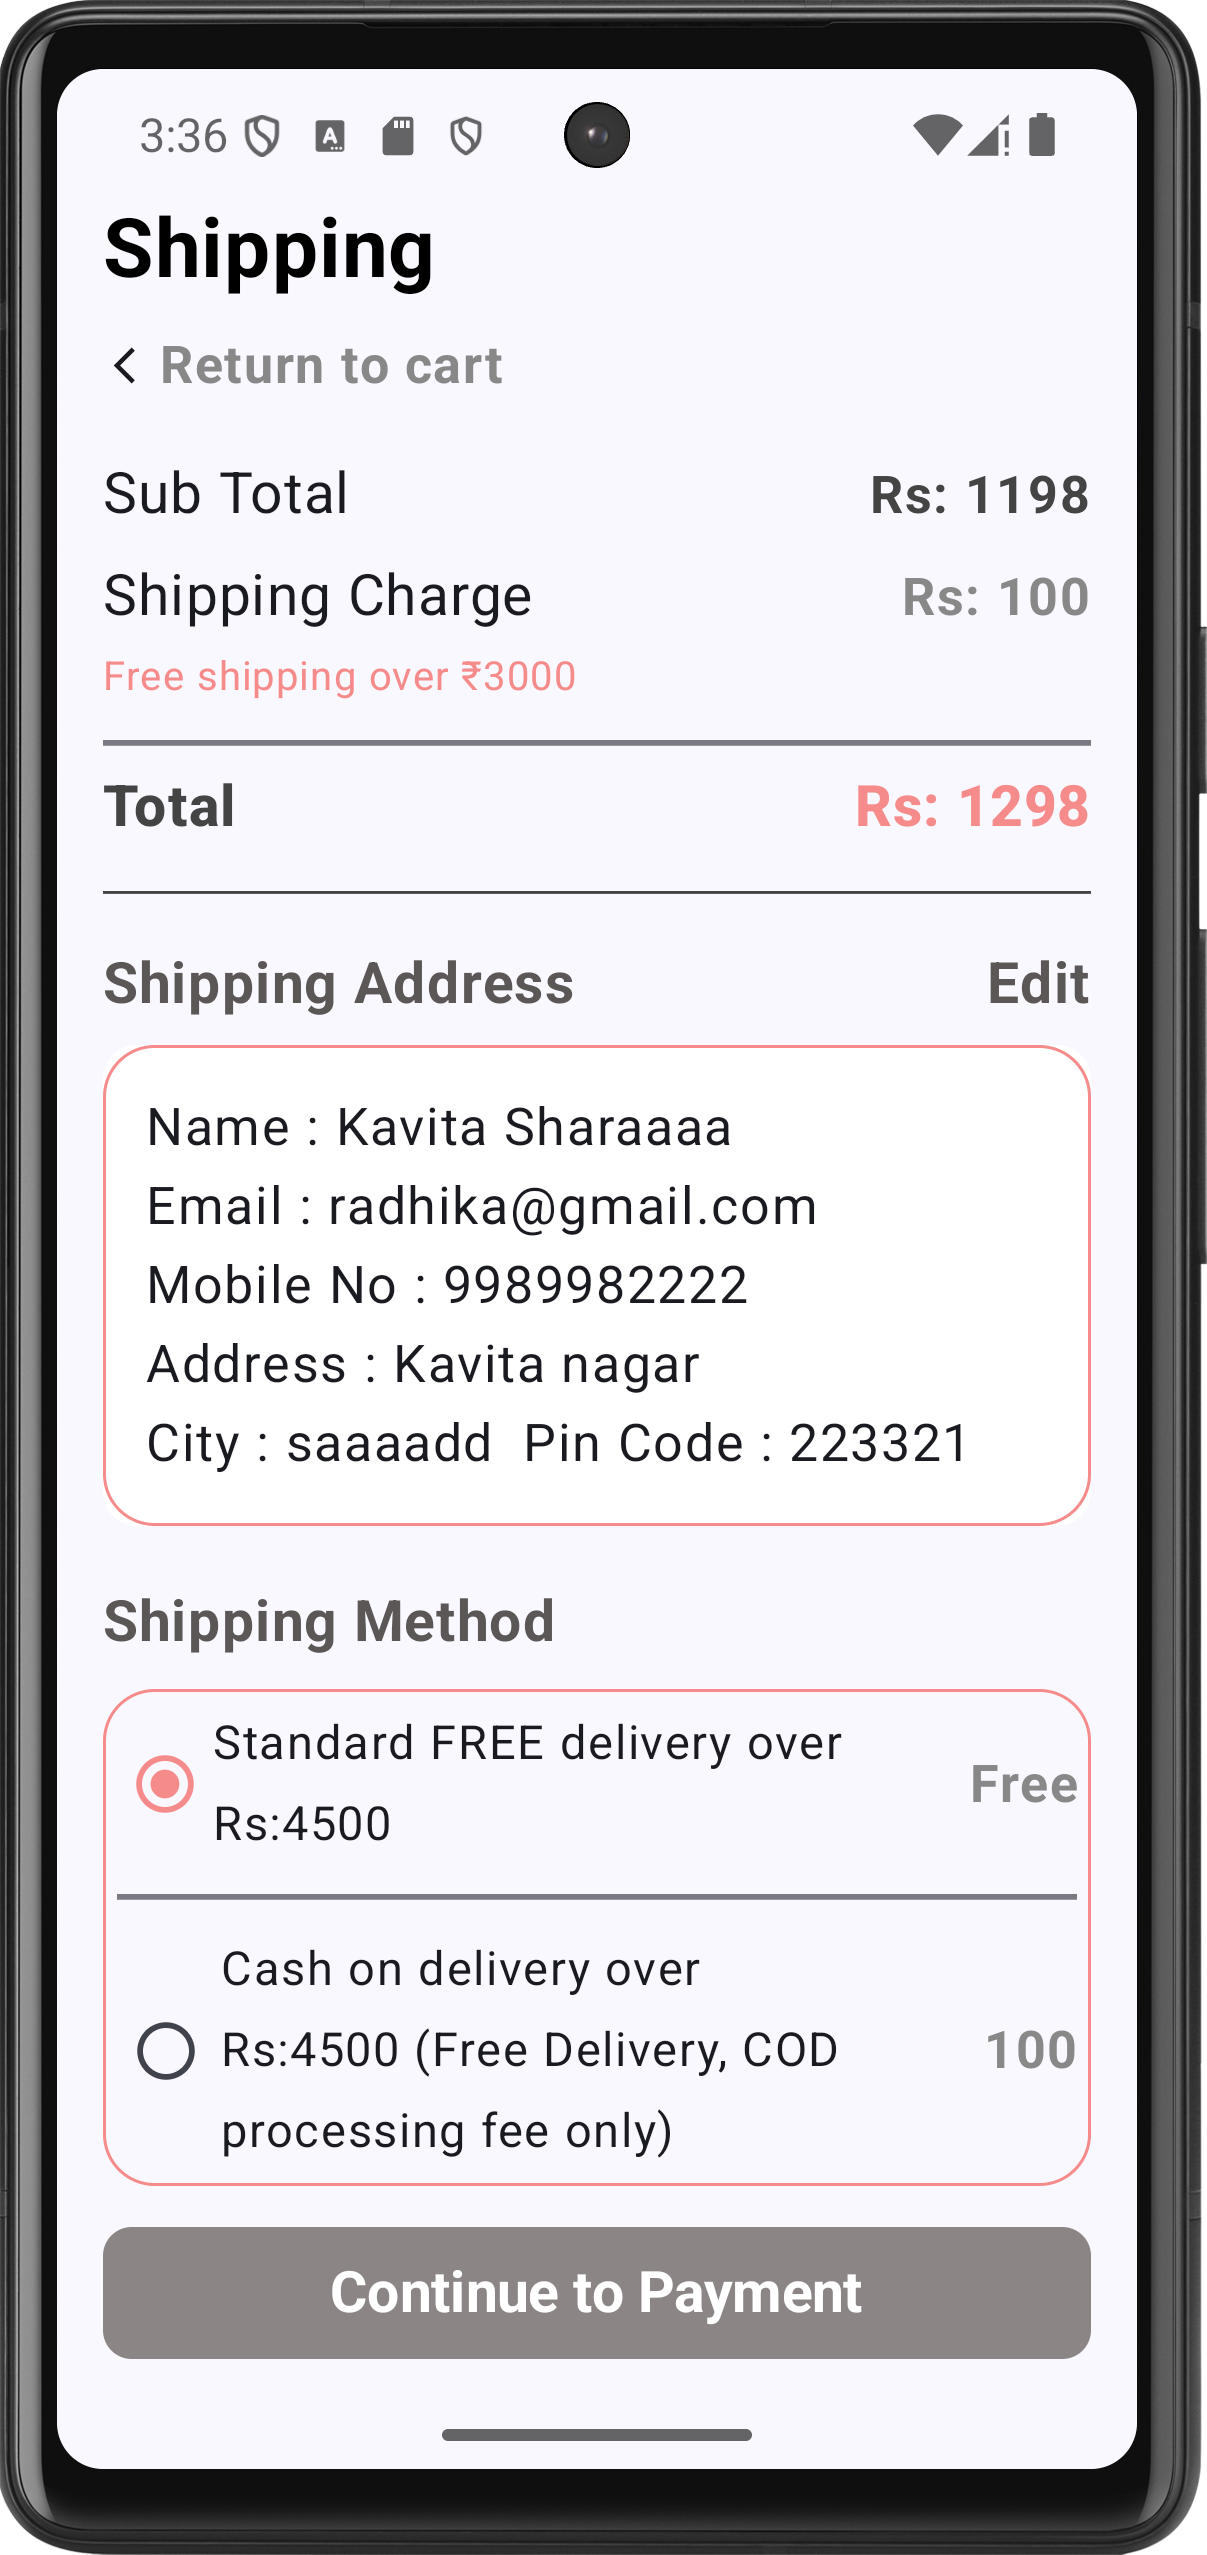 3:36
Shipping
Return to cart
Sub Total Rs: 1198
Shipping Charge Rs: 100
Free shipping over ₹3000
Total Rs: 1298
Shipping Address Edit
Name : Kavita Sharaaaa
Email : radhika@gmail.com
Mobile No : 9989982222
Address : Kavita nagar
City : saaaadd Pin Code : 223321
Shipping Method
Standard FREE delivery over
Rs:4500
Free
Cash on delivery over
Rs:4500 (Free Delivery, COD
processing fee only)
100
Continue to Payment